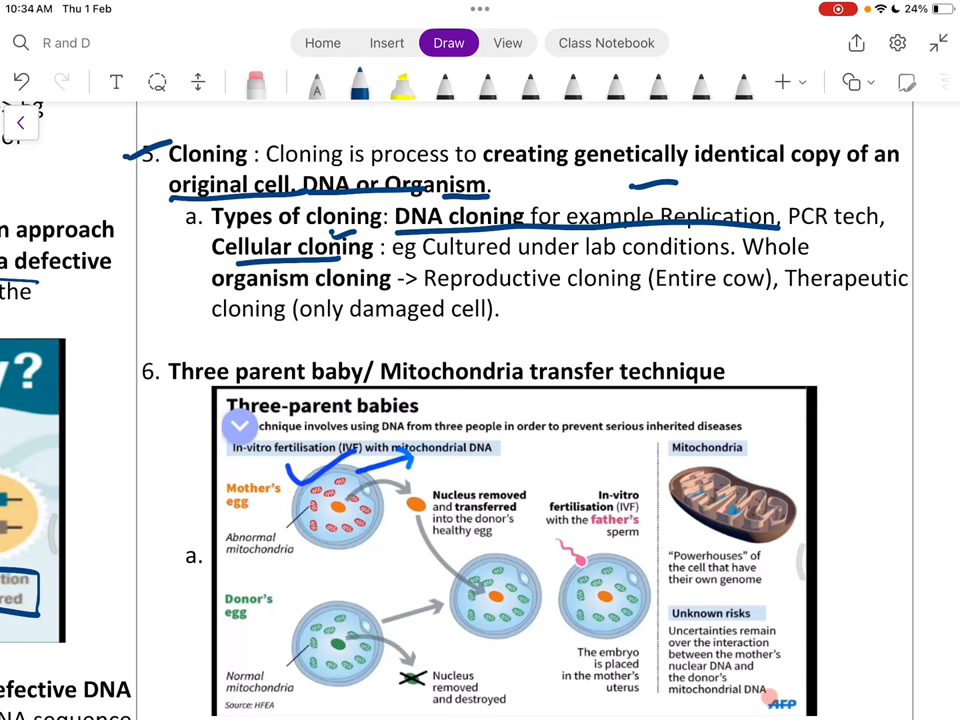 10:34 AM Thu 1 Feb
24%
R and D
Home Insert Draw View Class Notebook
n approach
a defective
the
y?
tion
red
efective DNA
5. Cloning : Cloning is process to creating genetically identical copy of an
original cell, DNA or Organism.
a. Types of cloning: DNA cloning for example Replication, PCR tech,
Cellular cloning : eg Cultured under lab conditions. Whole
organism cloning -> Reproductive cloning (Entire cow), Therapeutic
cloning (only damaged cell).
6. Three parent baby/ Mitochondria transfer technique
a.
Three-parent babies
chnique involves using DNA from three people in order to prevent serious inherited diseases
In-vitro fertilisation (IVF) with mitochondrial DNA
Mother's
egg
Abnormal
mitochondria
Nucleus removed
and transferred
into the donor's
healthy egg
In-vitro
fertilisation (IVF)
with the father's
sperm
Donor's
egg
Normal
mitochondria
Nucleus
removed
and destroyed
The embryo
is placed
in the mother's
uterus
Source: HFEA
Mitochondria
"Powerhouses" of
the cell that have
their own genome
Unknown risks
Uncertainties remain
over the interaction
between the mother's
nuclear DNA and
the donor's
mitochondrial DNA
AFP